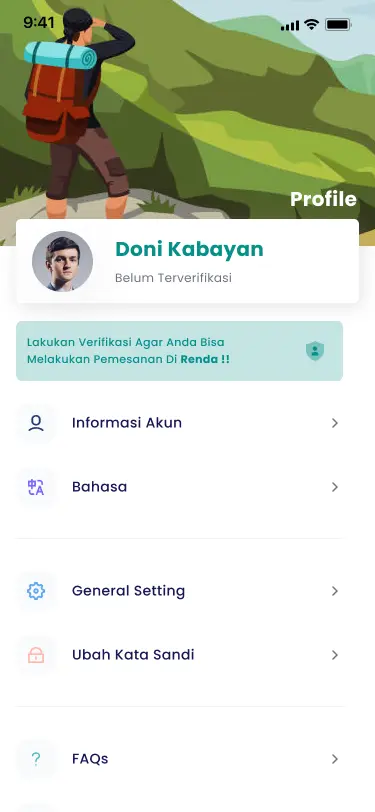 9:41
Profile
Doni Kabayan
Belum Terverifikasi
Lakukan Verifikasi Agar Anda Bisa
Melakukan Pemesanan Di Renda !!
Informasi Akun
Bahasa
General Setting
Ubah Kata Sandi
FAQs